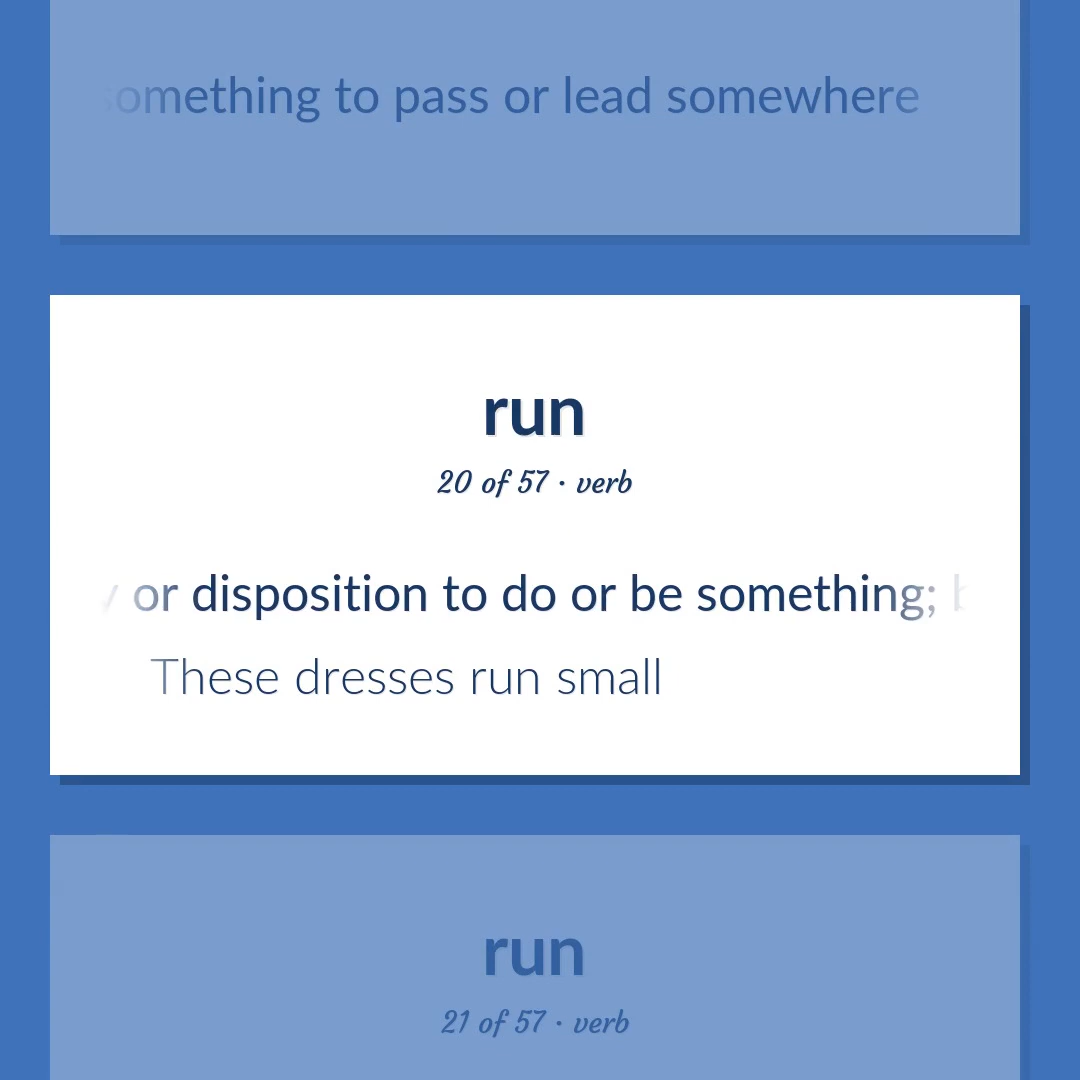 something to pass or lead somewhere
run
20 of 57 · verb
or disposition to do or be something;
These dresses run small
run
21 of 57 · verb